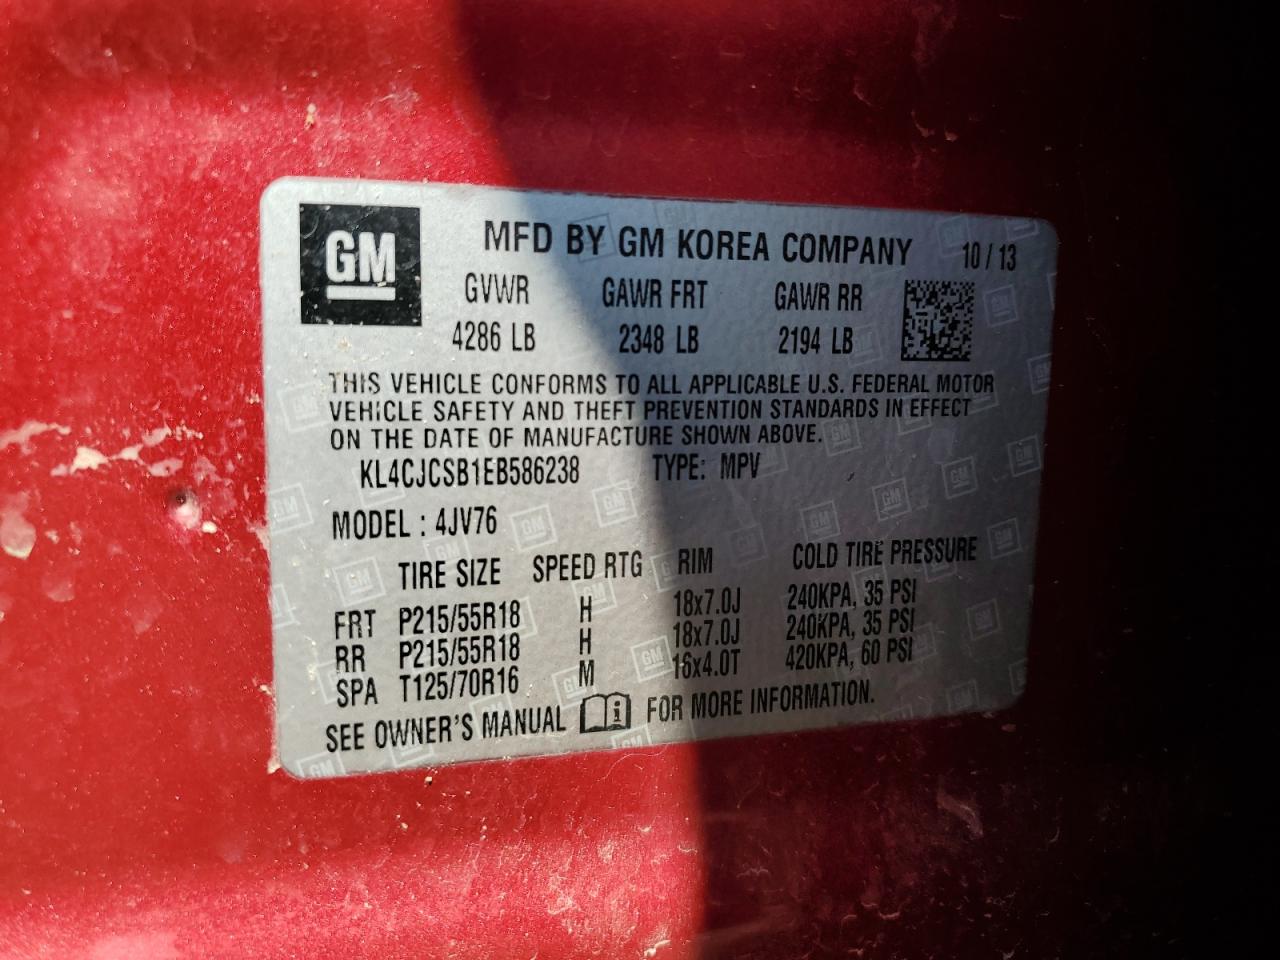 GM
MFD BY GM KOREA COMPANY 10/13
GVWR GAWR FRT GAWR RR
4286 LB 2348 LB 2194 LB
THIS VEHICLE CONFORMS TO ALL APPLICABLE U.S. FEDERAL MOTOR
VEHICLE SAFETY AND THEFT PREVENTION STANDARDS IN EFFECT
ON THE DATE OF MANUFACTURE SHOWN ABOVE.
KL4CJCSB1EB586238 TYPE: MPV
MODEL : 4JV76
TIRE SIZE SPEED RTG RIM COLD TIRE PRESSURE
FRT P215/55R18 H 18x7.0J 240KPA, 35 PSI
RR P215/55R18 H 18x7.0J 240KPA, 35 PSI
SPA T125/70R16 M 16x4.0T 420KPA, 60 PSI
SEE OWNER'S MANUAL i FOR MORE INFORMATION.